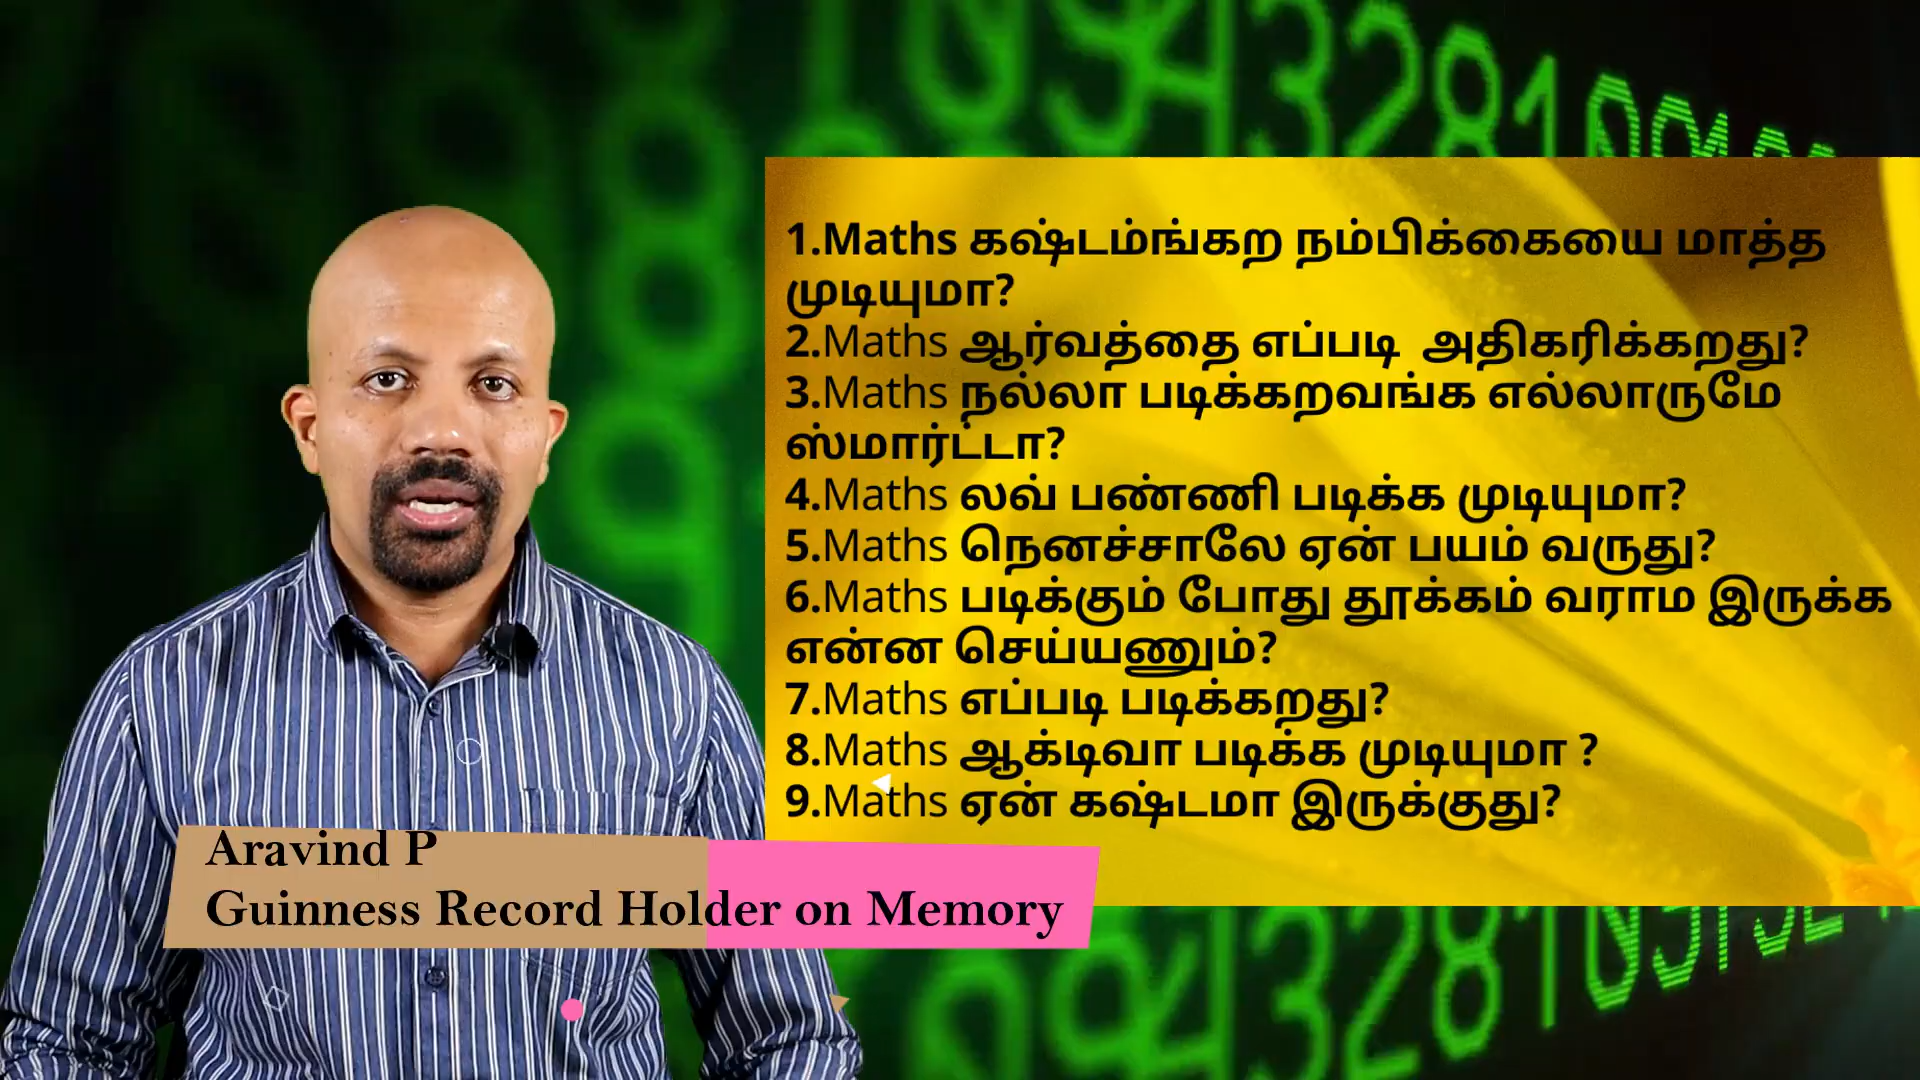 1.Maths கஷ்டம்ங்கற நம்பிக்கையை மாத்த
முடியுமா?
2.Maths ஆர்வத்தை எப்படி அதிகரிக்கறது?
3.Maths நல்லா படிக்கறவங்க எல்லாருமே
ஸ்மார்ட்டா?
4.Maths லவ் பண்ணி படிக்க முடியுமா?
5.Maths நெனச்சாலே ஏன் பயம் வருது?
6.Maths படிக்கும் போது தூக்கம் வராம இருக்க
என்ன செய்யணும்?
7.Maths எப்படி படிக்கறது?
8.Maths ஆக்டிவா படிக்க முடியுமா ?
9.Maths ஏன் கஷ்டமா இருக்குது?
Aravind P
Guinness Record Holder on Memory